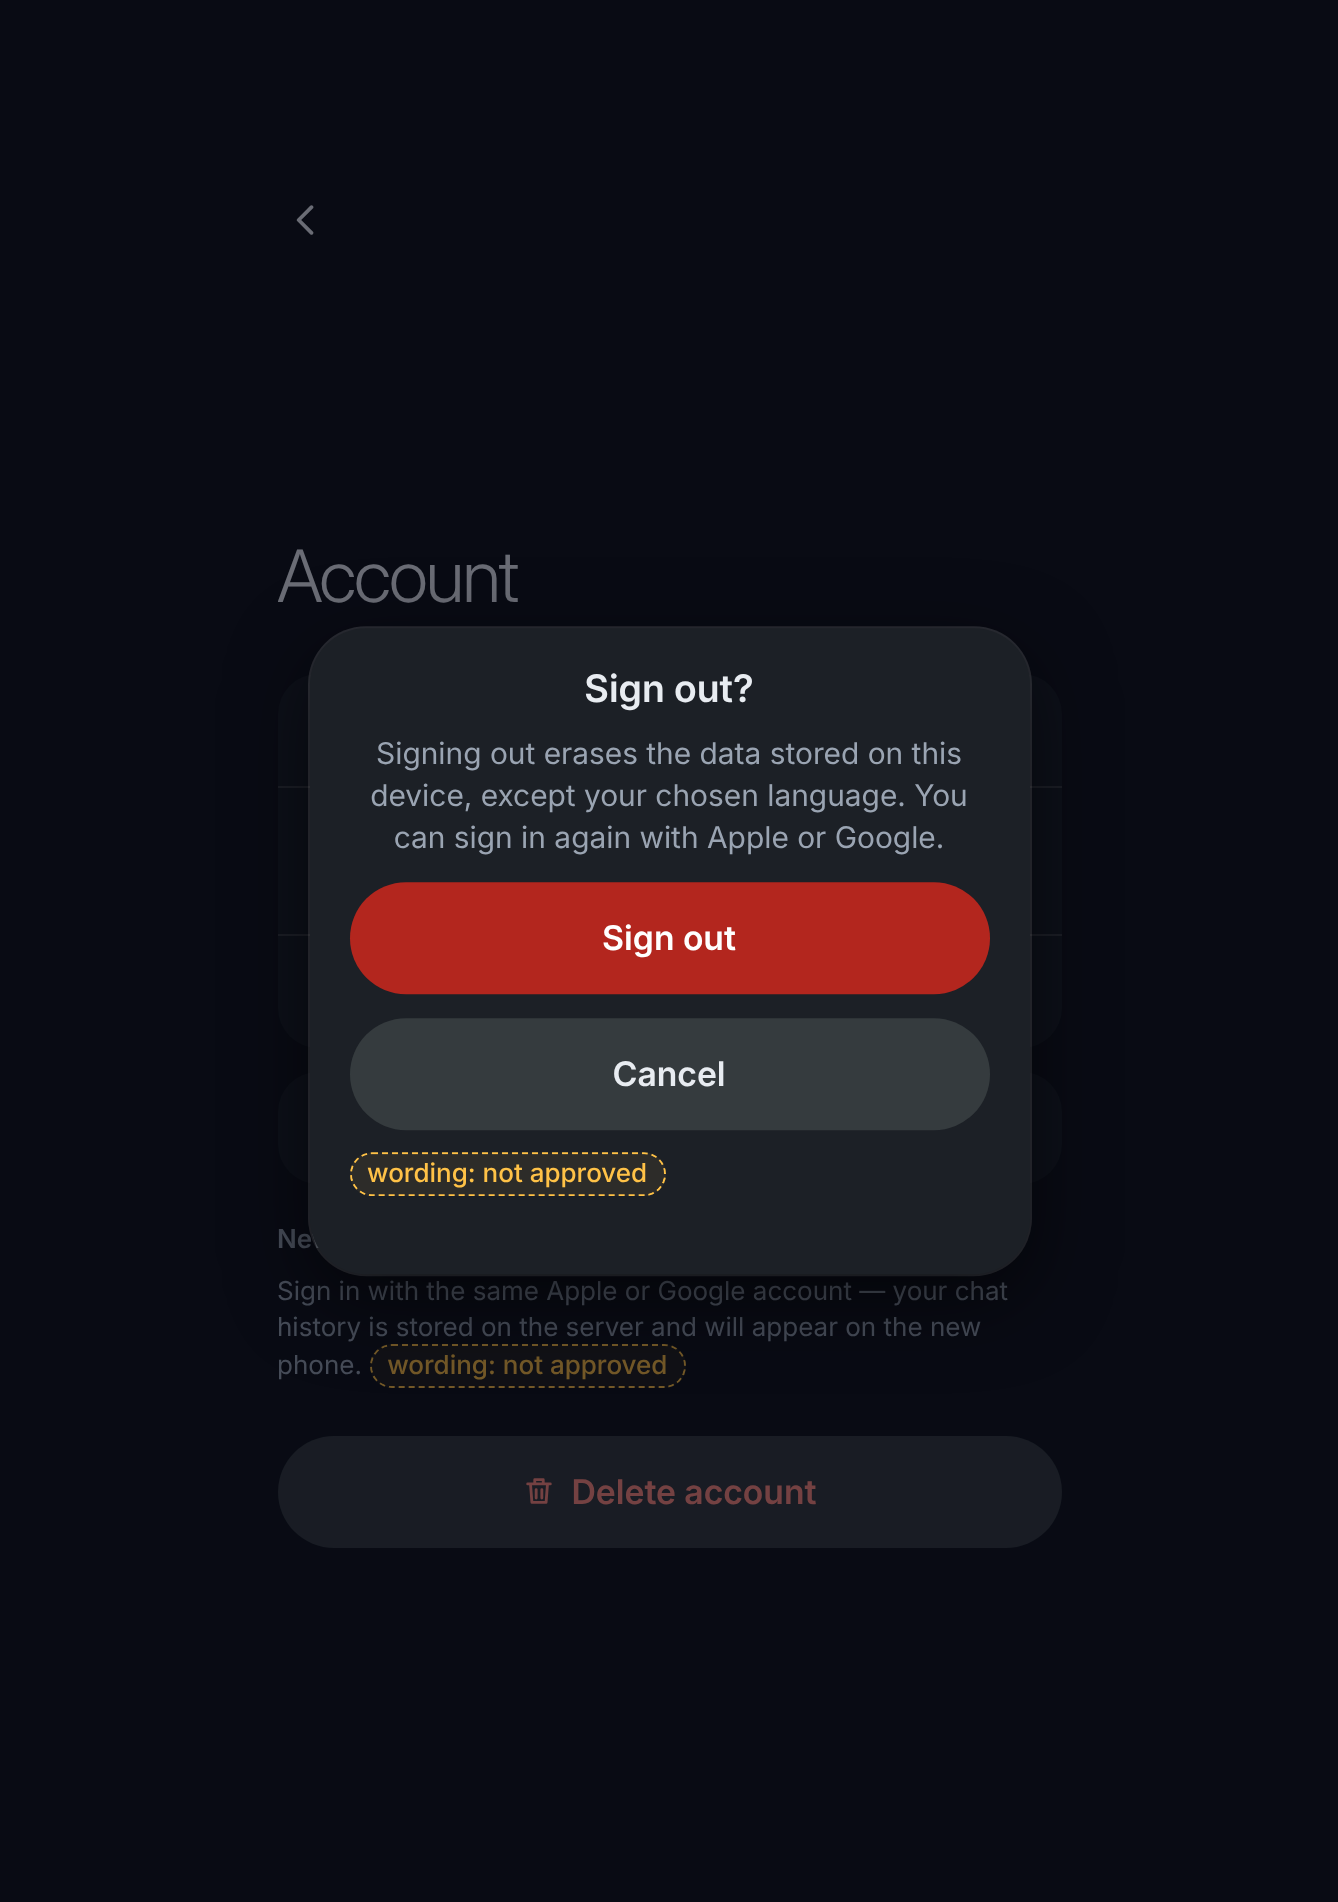 Account
Sign out?
Signing out erases the data stored on this
device, except your chosen language. You
can sign in again with Apple or Google.
Sign out
Cancel
wording: not approved
Sign in with the same Apple or Google account — your chat
history is stored on the server and will appear on the new
phone. wording: not approved
Delete account